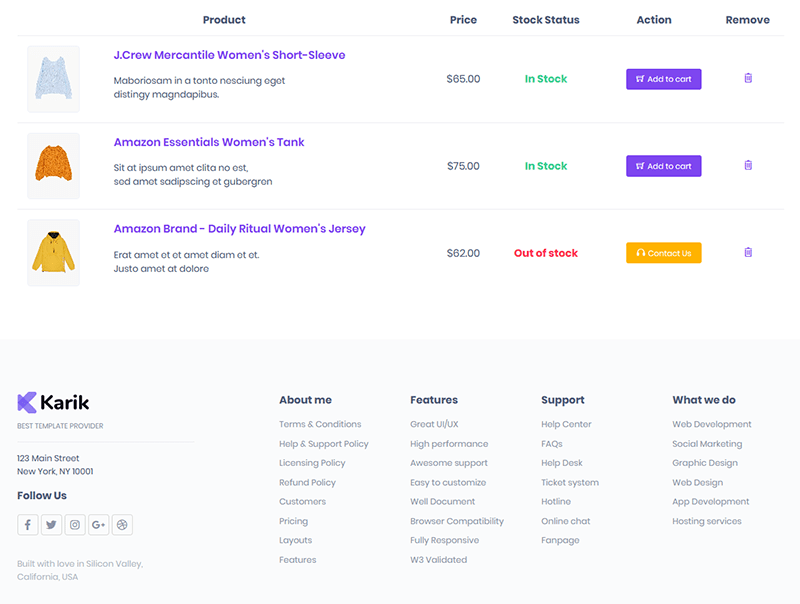 Product Price Stock Status Action Remove
J.Crew Mercantile Women's Short-Sleeve
Maboriosam in a tonto nesciung eget
distingy magndapibus.
$65.00 In Stock Add to cart
Amazon Essentials Women's Tank
Sit at ipsum amet clita no est,
sed amet sadipscing et gubergren
$75.00 In Stock Add to cart
Amazon Brand - Daily Ritual Women's Jersey
Erat amet et et amet diam et et.
Justo amet at dolore
$62.00 Out of stock Contact Us
Karik
BEST TEMPLATE PROVIDER
123 Main Street
New York, NY 10001
Follow Us
f G+
Built with love in Silicon Valley,
California, USA
About me
Terms & Conditions
Help & Support Policy
Licensing Policy
Refund Policy
Customers
Pricing
Layouts
Features
Features
Great UI/UX
High performance
Awesome support
Easy to customize
Well Document
Browser Compatibility
Fully Responsive
W3 Validated
Support
Help Center
FAQs
Help Desk
Ticket system
Hotline
Online chat
Fanpage
What we do
Web Development
Social Marketing
Graphic Design
Web Design
App Development
Hosting services